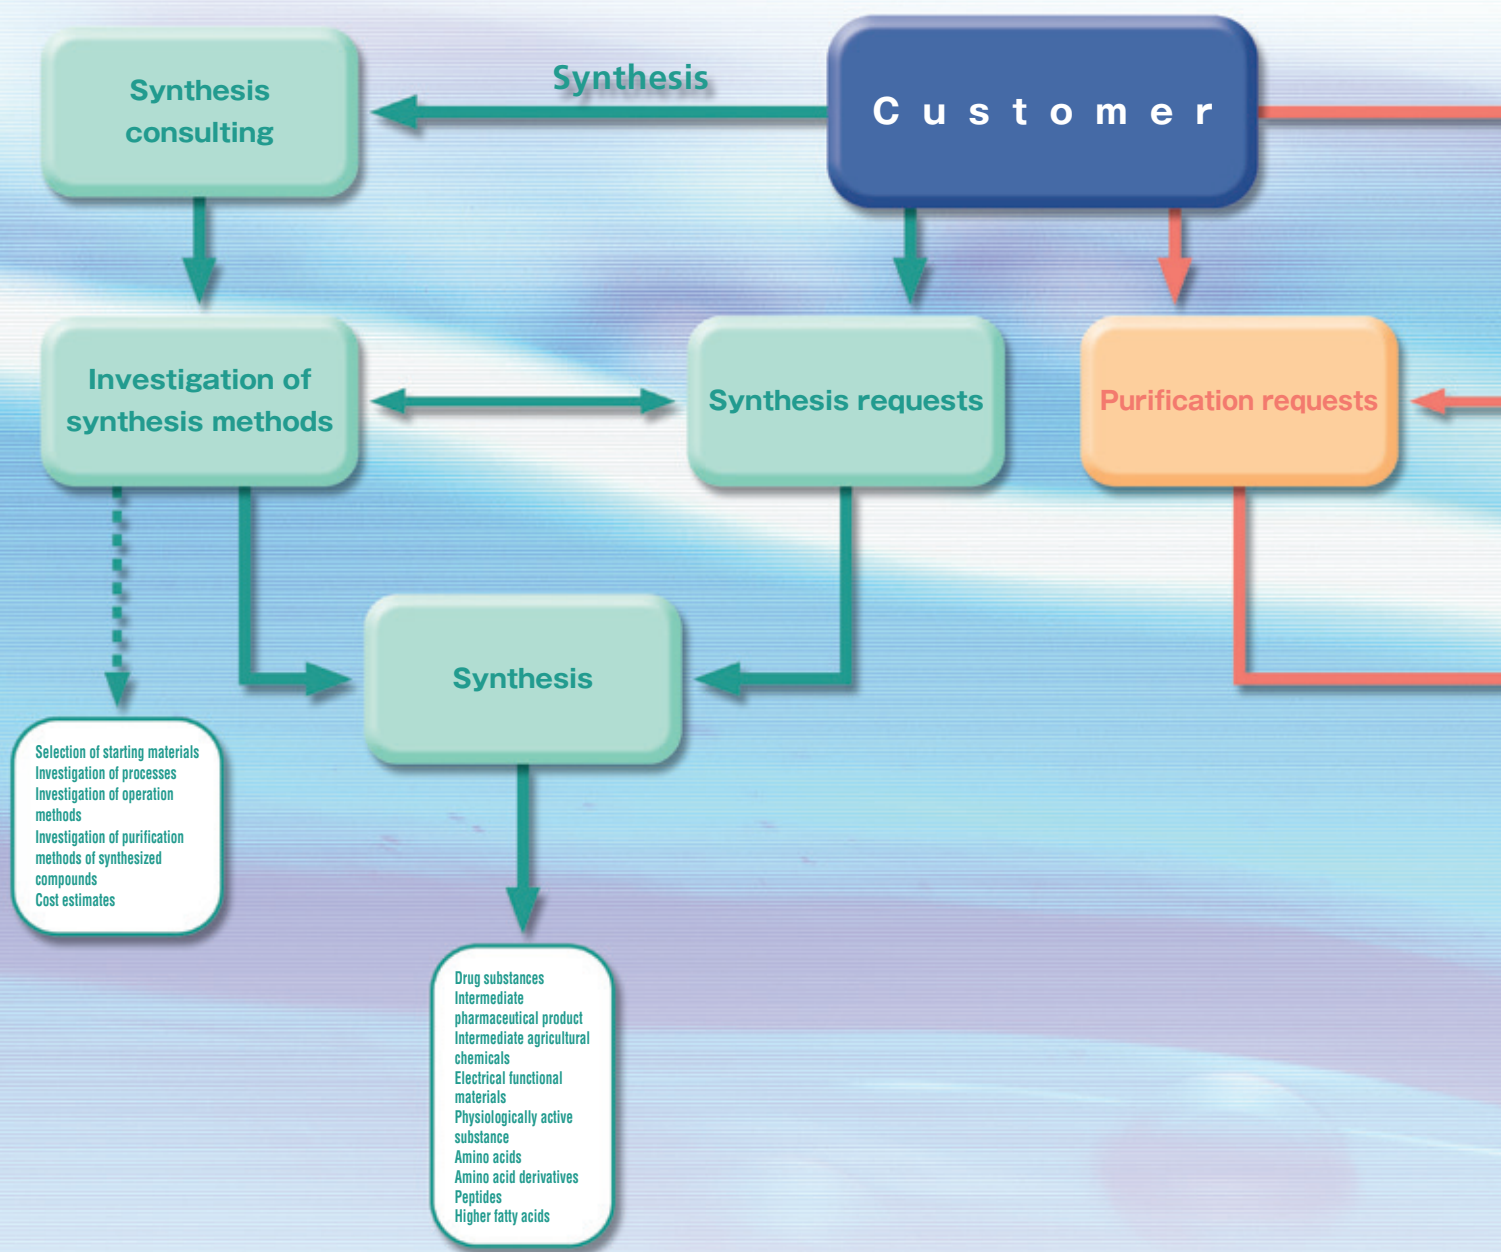 Synthesis
consulting
Synthesis
Customer
Investigation of
synthesis methods
Synthesis requests
Purification requests
Synthesis
Selection of starting materials
Investigation of processes
Investigation of operation
methods
Investigation of purification
methods of synthesized
compounds
Cost estimates
Drug substances
Intermediate
pharmaceutical product
Intermediate agricultural
chemicals
Electrical functional
materials
Physiologically active
substance
Amino acids
Amino acid derivatives
Peptides
Higher fatty acids